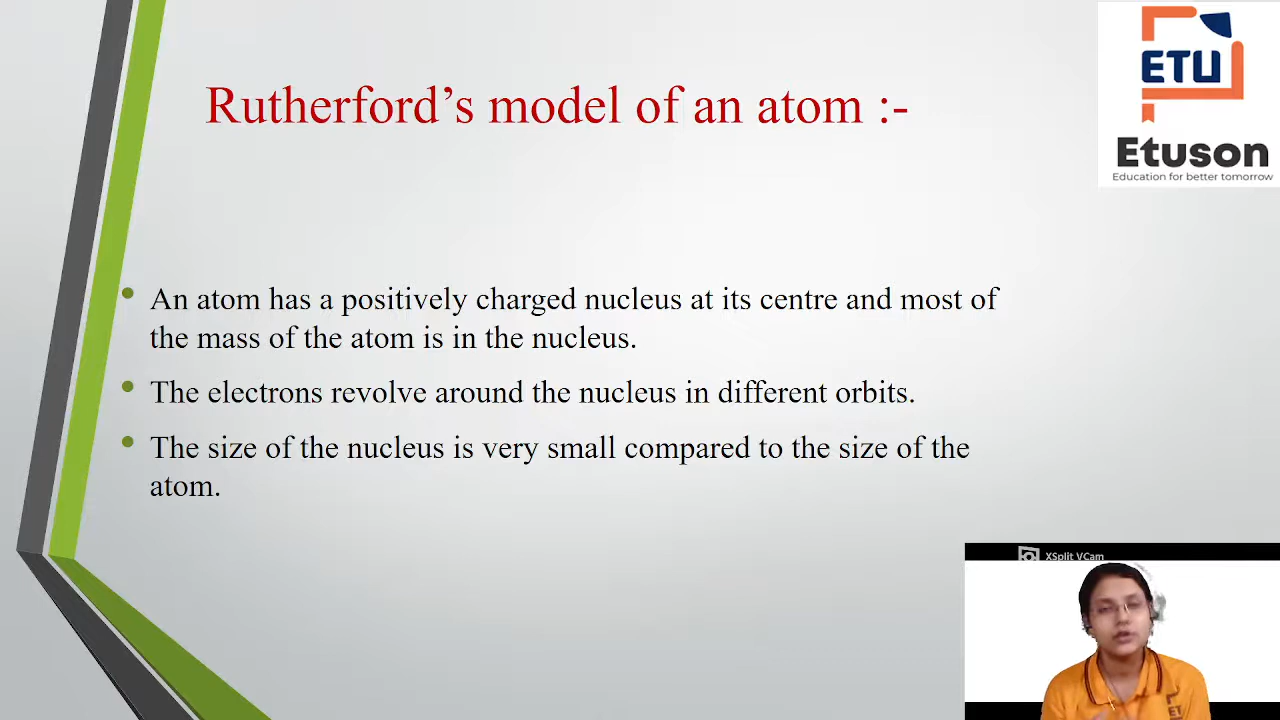 Rutherford’s model of an atom :-
ETU
Etuson
Education for better tomorrow
An atom has a positively charged nucleus at its centre and most of
the mass of the atom is in the nucleus.
The electrons revolve around the nucleus in different orbits.
The size of the nucleus is very small compared to the size of the
atom.
XSplit VCam